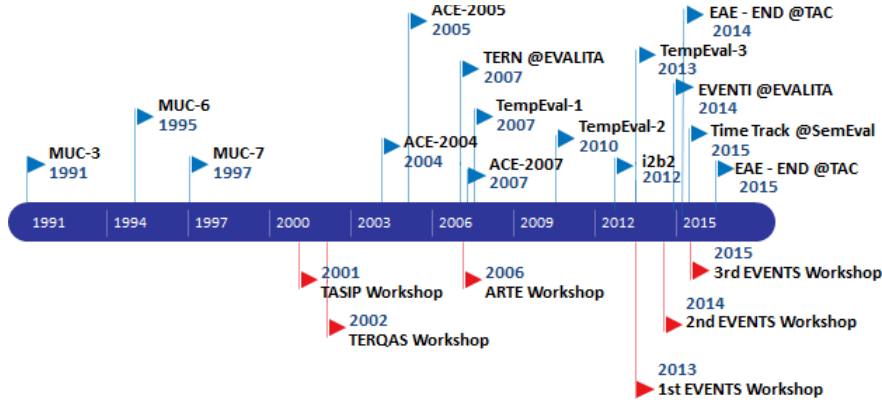 ACE-2005
2005
EAE - END @TAC
2014
TERN @EVALITA
2007
TempEval-3
2013
MUC-6
1995
TempEval-1
2007
EVENTI @EVALITA
2014
MUC-3
1991
MUC-7
1997
ACE-2004
2004
TempEval-2
2010
Time Track @SemEval
2015
ACE-2007
2007
i2b2
2012
EAE - END @TAC
2015
1991 1994 1997 2000 2003 2006 2009 2012 2015
2001
TASIP Workshop
2002
TERQAS Workshop
2006
ARTE Workshop
2015
3rd EVENTS Workshop
2014
2nd EVENTS Workshop
2013
1st EVENTS Workshop